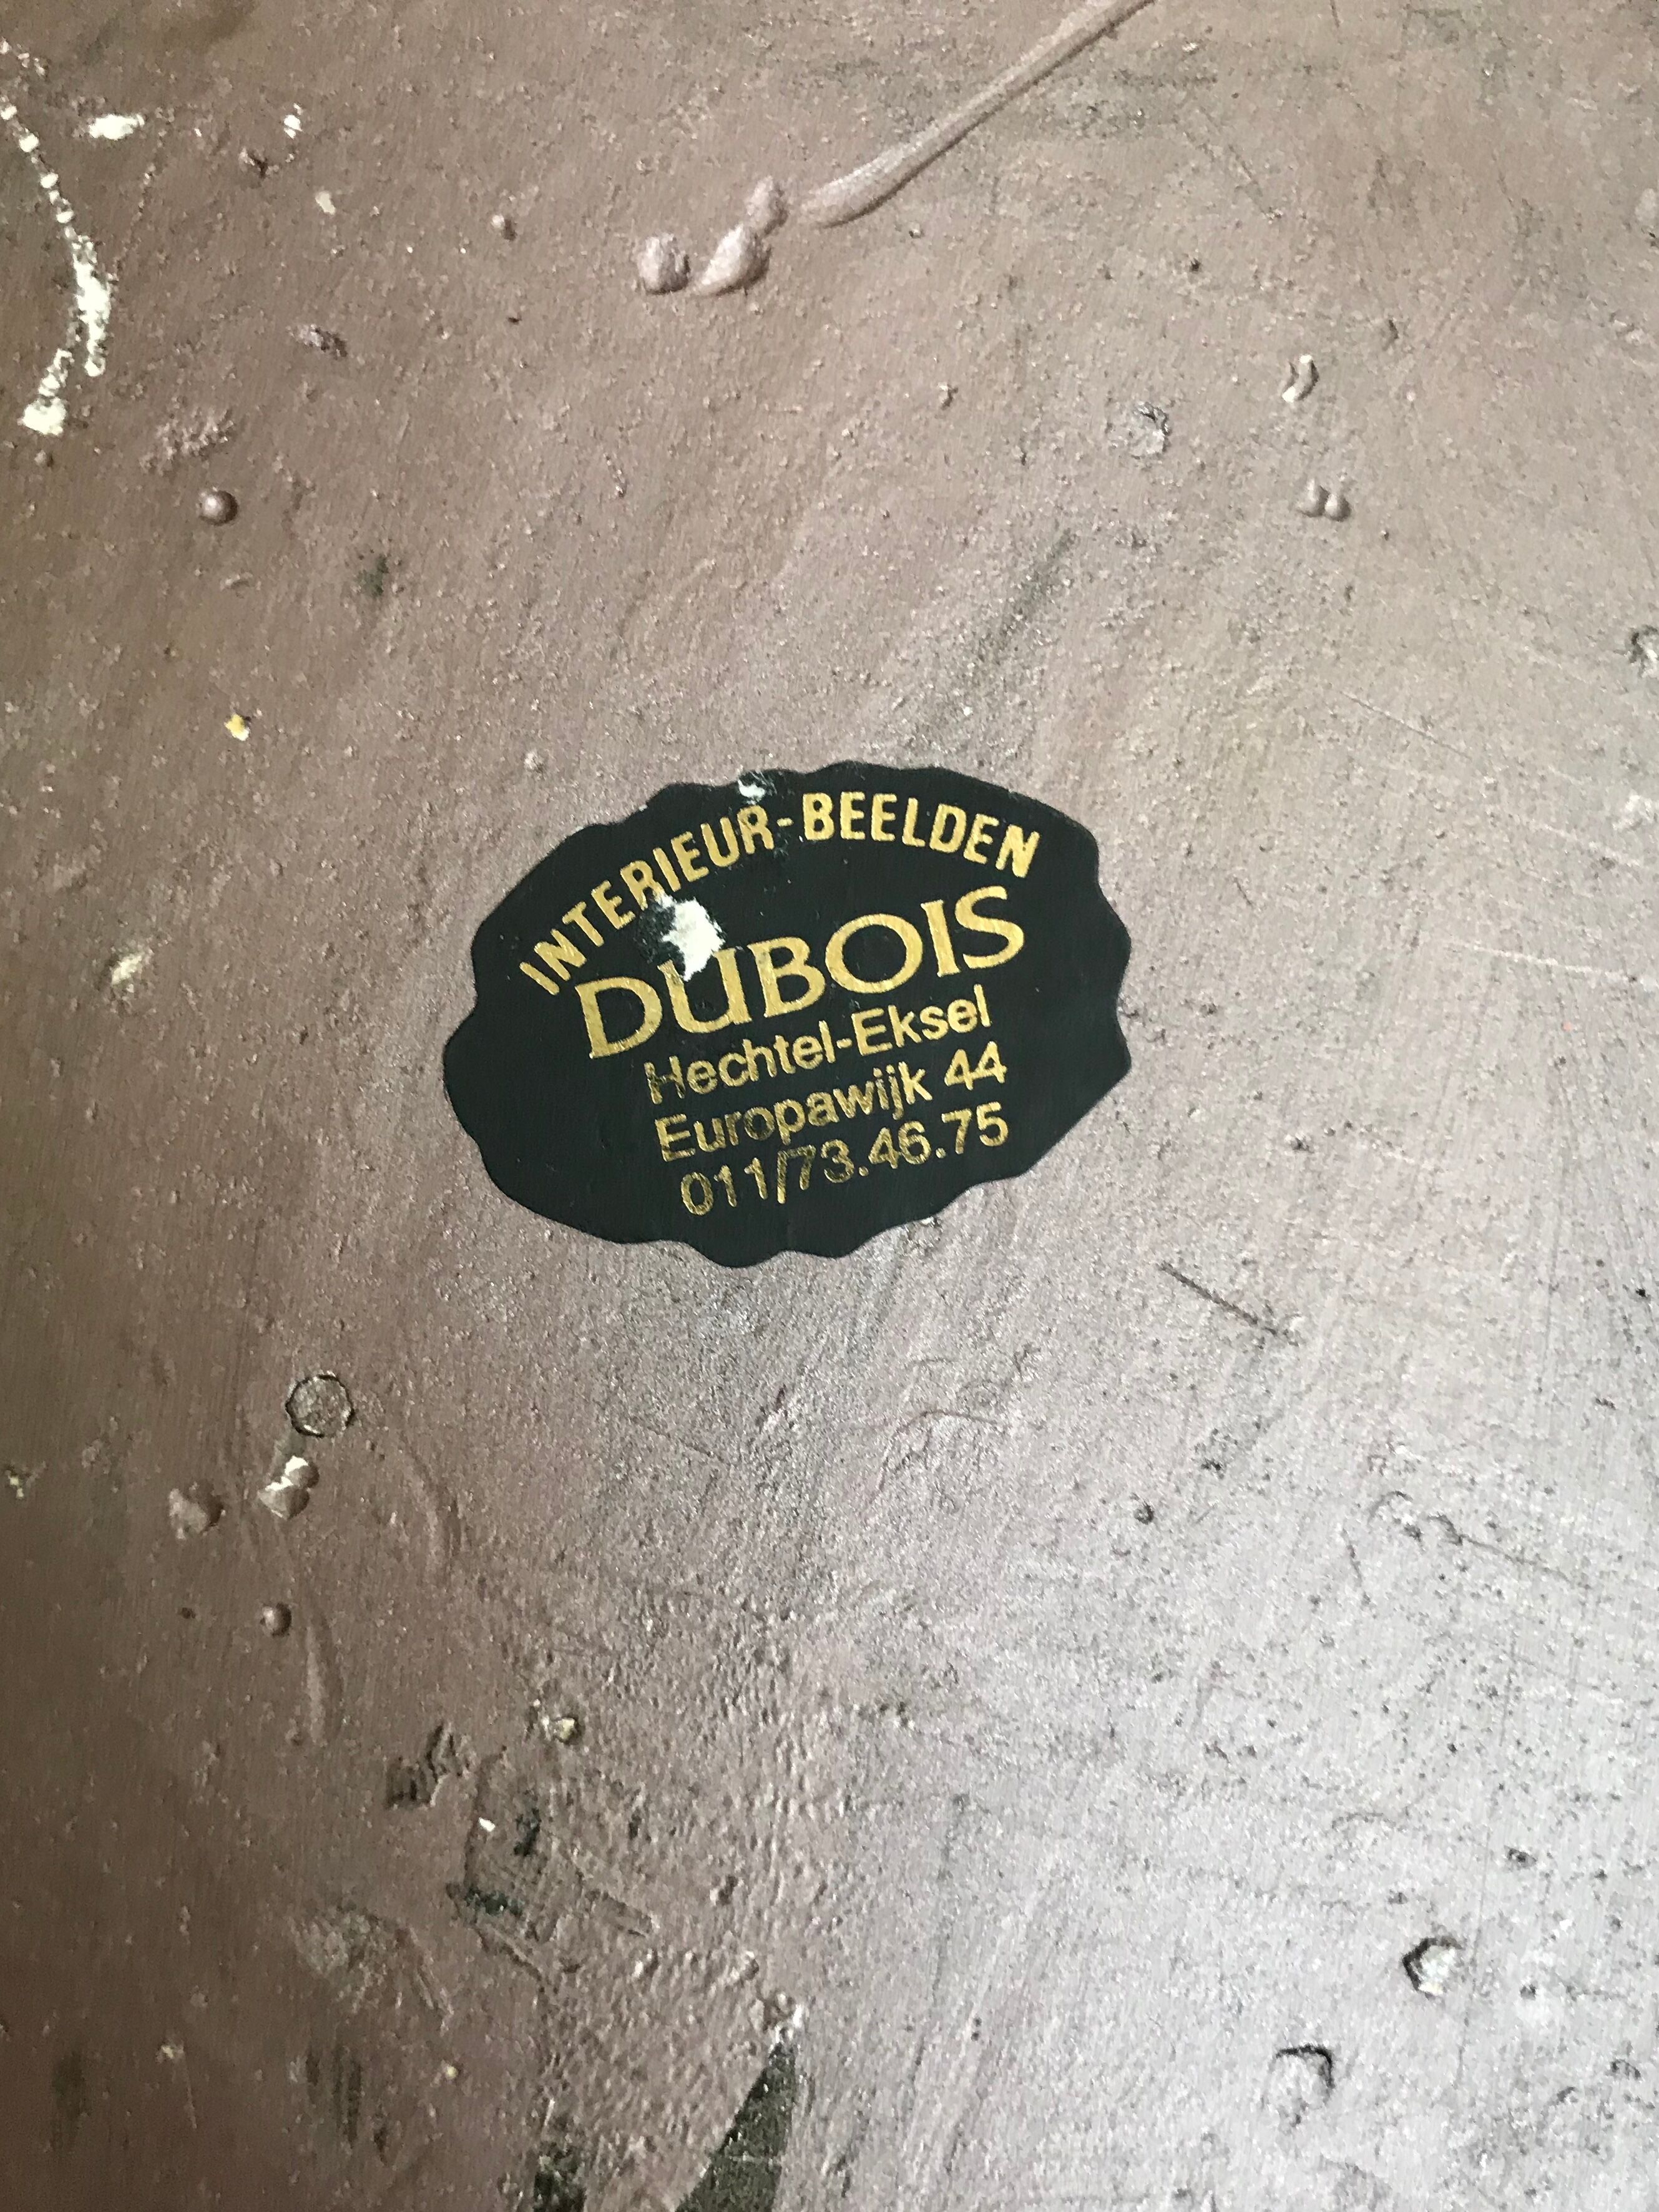 INTERIEUR-BEELDEN
DUBOIS
Hechtel-Eksel
Europawijk 44
011/73.46.75